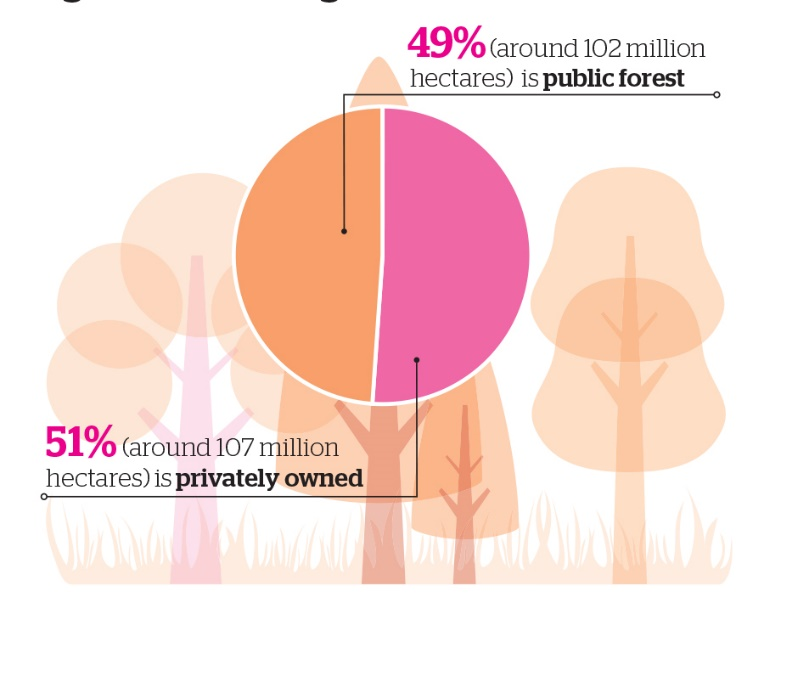 49% (around 102 million
hectares) is public forest
51% (around 107 million
hectares) is privately owned